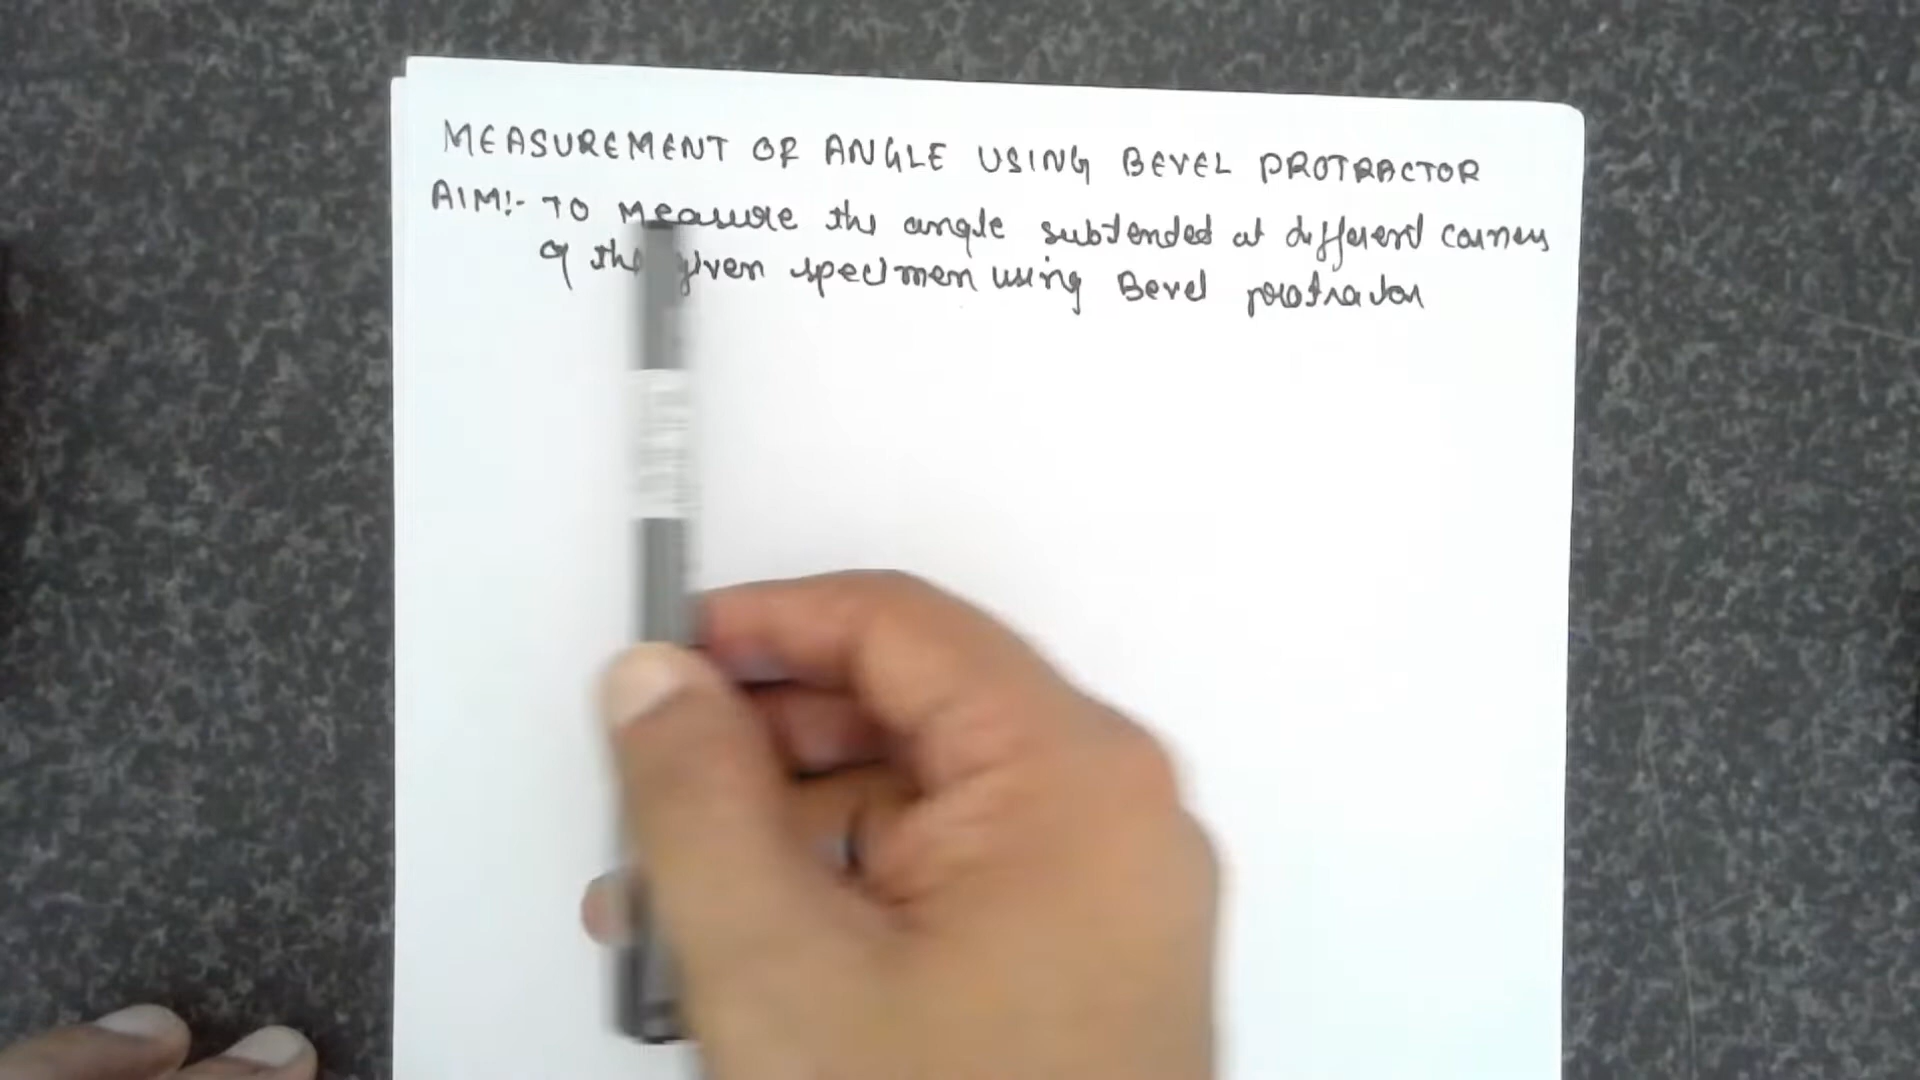 MEASUREMENT OF ANGLE USING BEVEL PROTRACTOR
AIM:- TO Measure the angle subtended at different corners
of the given specimen using Bevel protractor